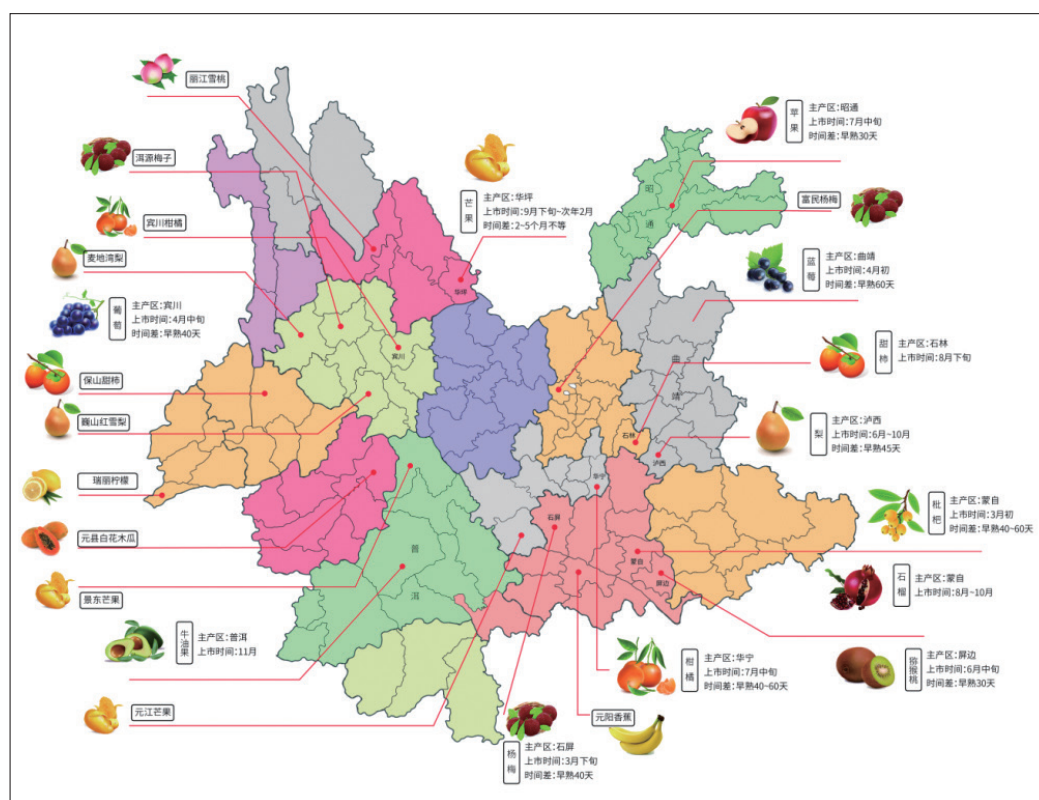 丽江雪桃
洱源梅子
宾川柑橘
麦地湾梨
葡萄
主产区:宾川
上市时间:4月中旬
时间差:早熟40天
保山甜柿
巍山红雪梨
瑞丽柠檬
元县白花木瓜
景东芒果
牛油果
主产区:普洱
上市时间:11月
元江芒果
芒果
主产区:华坪
上市时间:9月下旬~次年2月
时间差:2~5个月不等
苹果
主产区:昭通
上市时间:7月中旬
时间差:早熟30天
富民杨梅
蓝莓
主产区:曲靖
上市时间:4月初
时间差:早熟60天
甜柿
主产区:石林
上市时间:8月下旬
梨
主产区:泸西
上市时间:6月~10月
时间差:早熟45天
枇杷
主产区:蒙自
上市时间:3月初
时间差:早熟40~60天
石榴
主产区:蒙自
上市时间:8月~10月
猕猴桃
主产区:屏边
上市时间:6月中旬
时间差:早熟30天
柑橘
主产区:华宁
上市时间:7月中旬
时间差:早熟40~60天
元阳香蕉
杨梅
主产区:石屏
上市时间:3月下旬
时间差:早熟40天
昭通
华坪
宾川
曲靖
石林
泸西
华宁
石屏
蒙自
屏边
普洱